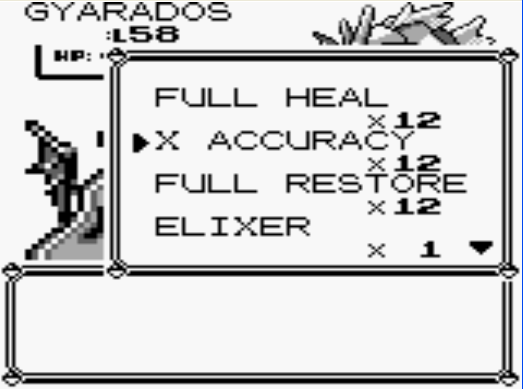 GYARADOS
:L58
HP:
FULL HEAL
×12
▶X ACCURACY
×12
FULL RESTORE
×12
ELIXER
× 1 ▼